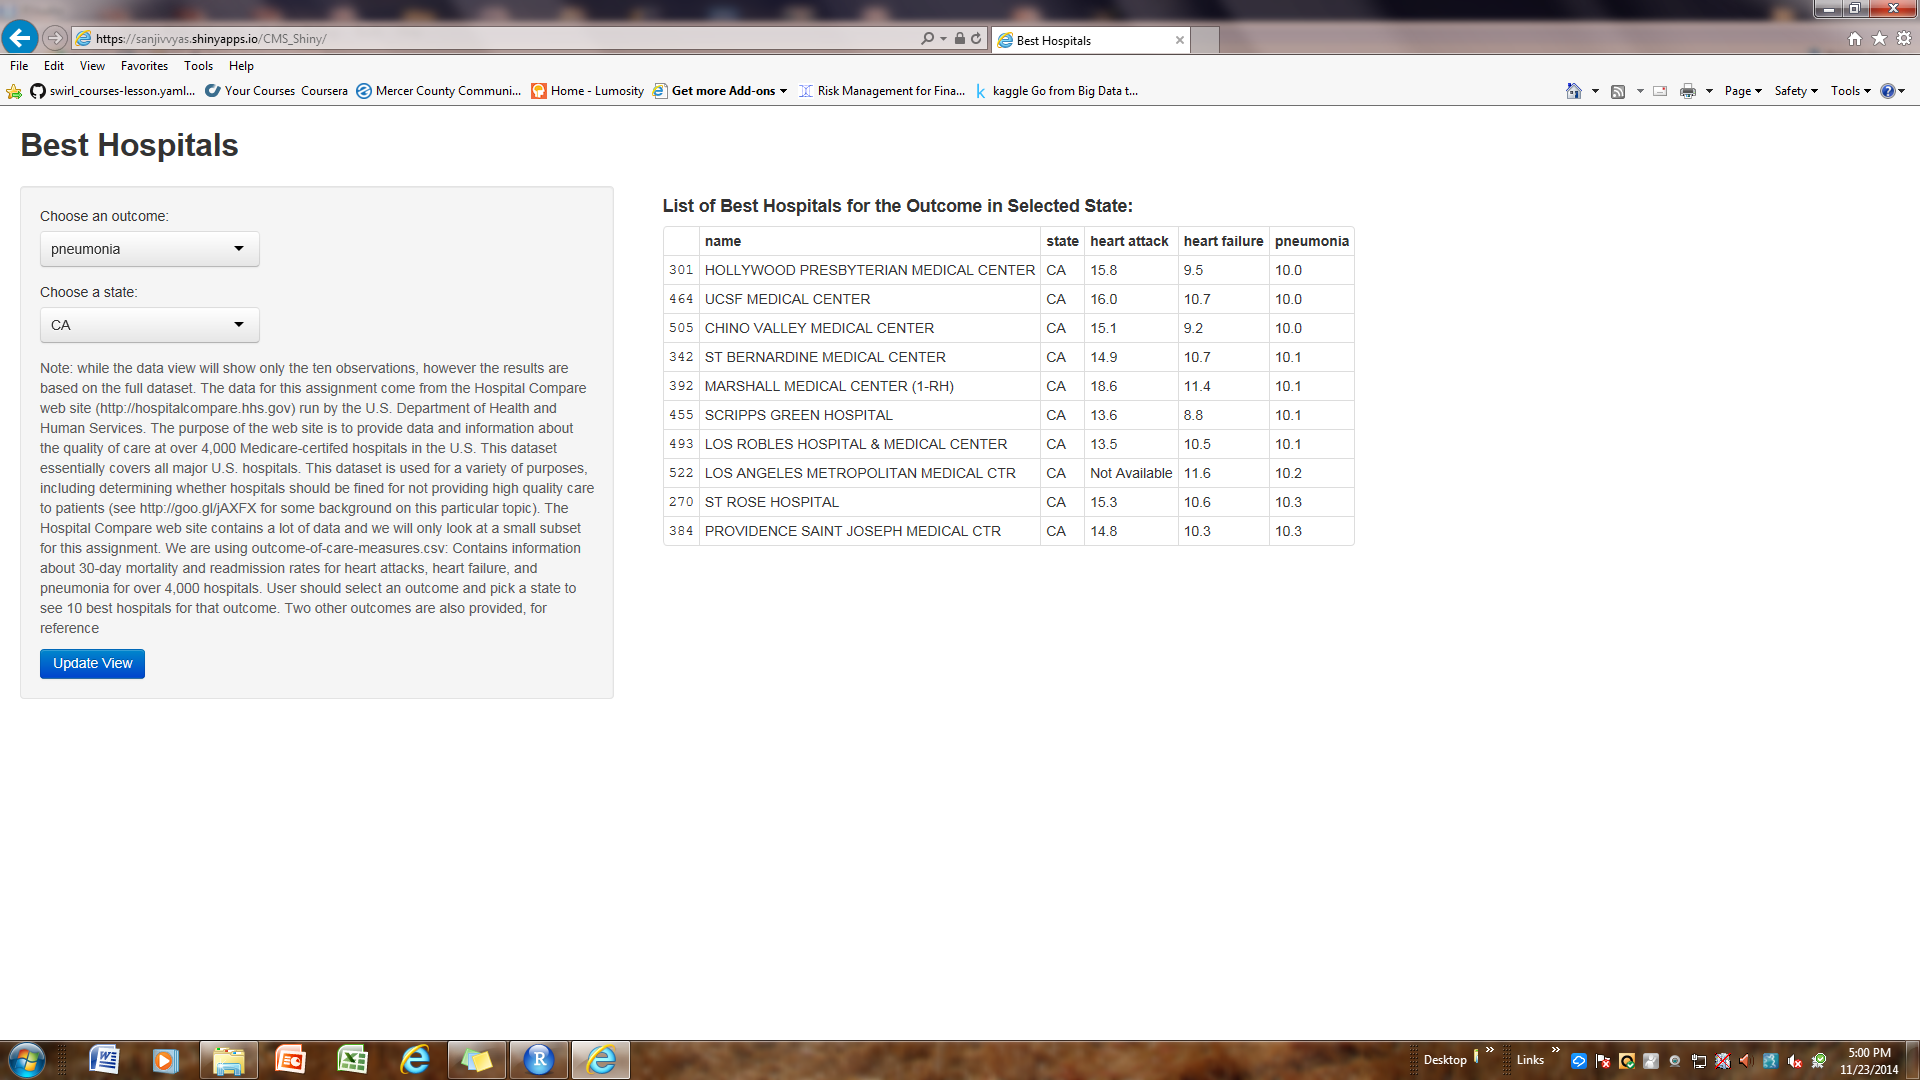 https://sanjivvyas.shinyapps.io/CMS_Shiny/
Best Hospitals
File Edit View Favorites Tools Help
swirl_courses-lesson.yaml... Your Courses Coursera Mercer County Communi... Home - Lumosity Get more Add-ons Risk Management for Fina... kaggle Go from Big Data t... Page Safety Tools
Best Hospitals
Choose an outcome:
pneumonia
Choose a state:
CA
Note: while the data view will show only the ten observations, however the results are
based on the full dataset. The data for this assignment come from the Hospital Compare
web site (http://hospitalcompare.hhs.gov) run by the U.S. Department of Health and
Human Services. The purpose of the web site is to provide data and information about
the quality of care at over 4,000 Medicare-certifed hospitals in the U.S. This dataset
essentially covers all major U.S. hospitals. This dataset is used for a variety of purposes,
including determining whether hospitals should be fined for not providing high quality care
to patients (see http://goo.gl/jAXFX for some background on this particular topic). The
Hospital Compare web site contains a lot of data and we will only look at a small subset
for this assignment. We are using outcome-of-care-measures.csv: Contains information
about 30-day mortality and readmission rates for heart attacks, heart failure, and
pneumonia for over 4,000 hospitals. User should select an outcome and pick a state to
see 10 best hospitals for that outcome. Two other outcomes are also provided, for
reference
Update View
List of Best Hospitals for the Outcome in Selected State:
name state heart attack heart failure pneumonia
301 HOLLYWOOD PRESBYTERIAN MEDICAL CENTER CA 15.8 9.5 10.0
464 UCSF MEDICAL CENTER CA 16.0 10.7 10.0
505 CHINO VALLEY MEDICAL CENTER CA 15.1 9.2 10.0
342 ST BERNARDINE MEDICAL CENTER CA 14.9 10.7 10.1
392 MARSHALL MEDICAL CENTER (1-RH) CA 18.6 11.4 10.1
455 SCRIPPS GREEN HOSPITAL CA 13.6 8.8 10.1
493 LOS ROBLES HOSPITAL & MEDICAL CENTER CA 13.5 10.5 10.1
522 LOS ANGELES METROPOLITAN MEDICAL CTR CA Not Available 11.6 10.2
270 ST ROSE HOSPITAL CA 15.3 10.6 10.3
384 PROVIDENCE SAINT JOSEPH MEDICAL CTR CA 14.8 10.3 10.3
Desktop Links 5:00 PM
11/23/2014